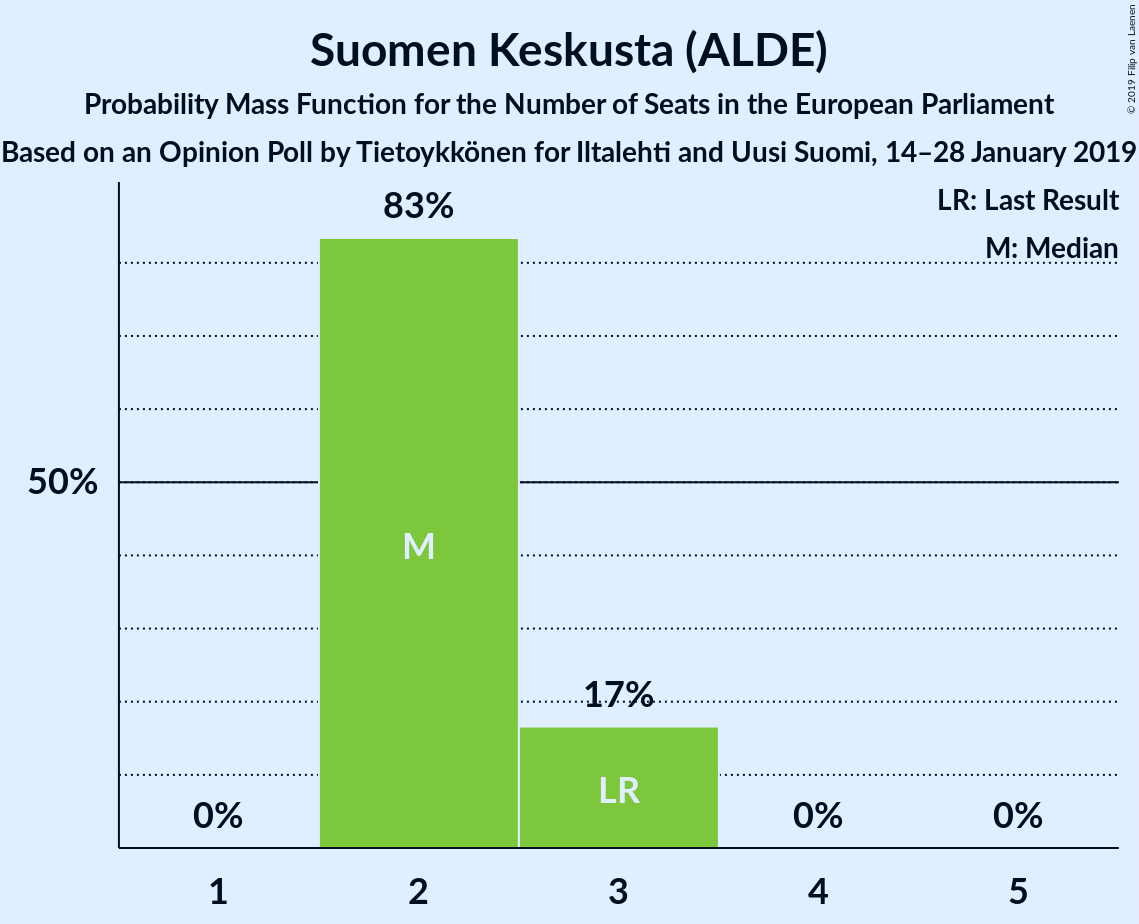 Suomen Keskusta (ALDE)
Probability Mass Function for the Number of Seats in the European Parliament
Based on an Opinion Poll by Tietoykkönen for Iltalehti and Uusi Suomi, 14–28 January 2019
© 2019 Filip van Laenen
LR: Last Result
M: Median
83%
50%
M
17%
LR
0%
0%
0%
1
2
3
4
5